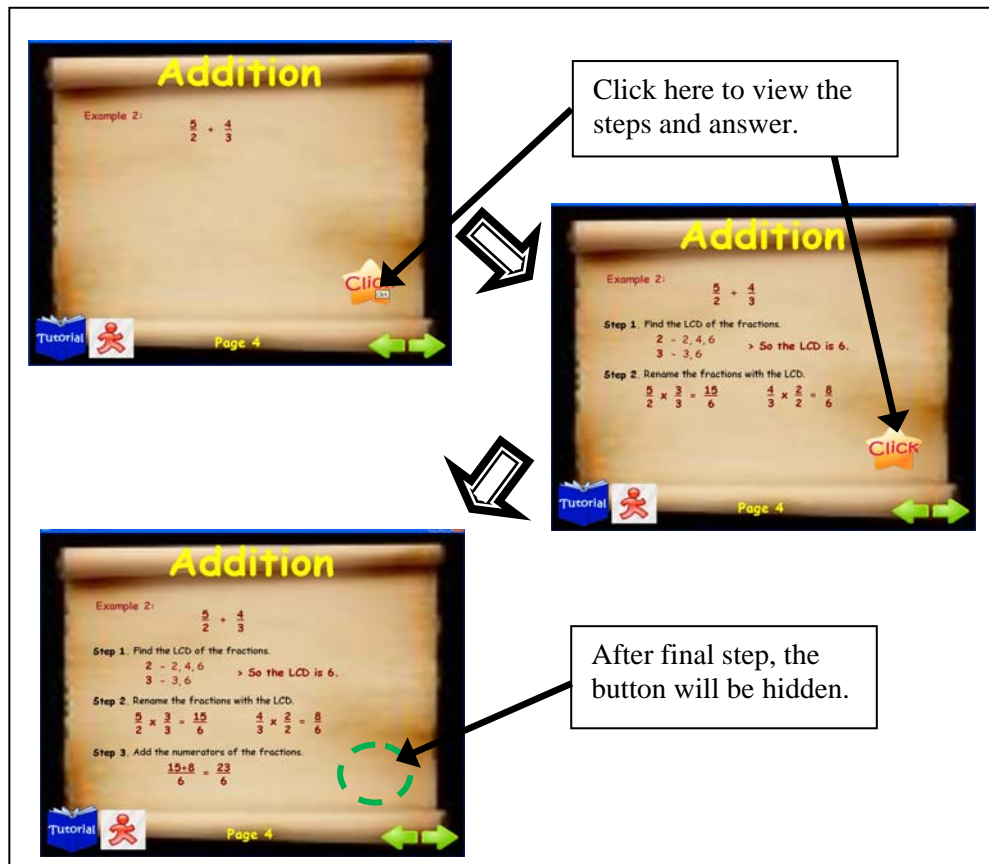 Addition
Example 2:
5/2 + 4/3
Click
Click
Tutorial
Page 4
Click here to view the
steps and answer.
Addition
Example 2:
5/2 + 4/3
Step 1. Find the LCD of the fractions.
2 - 2, 4, 6
3 - 3, 6
> So the LCD is 6.
Step 2. Rename the fractions with the LCD.
5/2 x 3/3 = 15/6    4/3 x 2/2 = 8/6
Click
Tutorial
Page 4
Addition
Example 2:
5/2 + 4/3
Step 1. Find the LCD of the fractions.
2 - 2, 4, 6
3 - 3, 6
> So the LCD is 6.
Step 2. Rename the fractions with the LCD.
5/2 x 3/3 = 15/6    4/3 x 2/2 = 8/6
Step 3. Add the numerators of the fractions.
15+8/6 = 23/6
Tutorial
Page 4
After final step, the
button will be hidden.